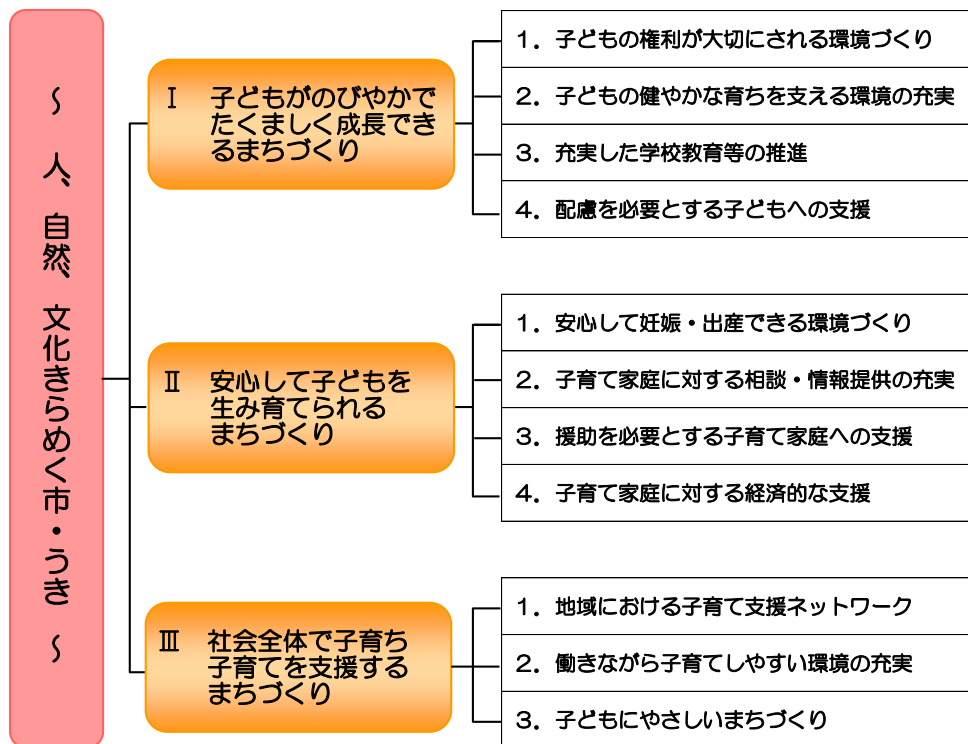 ~ 人、自然、文化きらめく市・うき ~
Ⅰ 子どもがのびやかで
たくましく成長でき
るまちづくり
1．子どもの権利が大切にされる環境づくり
2．子どもの健やかな育ちを支える環境の充実
3．充実した学校教育等の推進
4．配慮を必要とする子どもへの支援
Ⅱ 安心して子どもを
生み育てられる
まちづくり
1．安心して妊娠・出産できる環境づくり
2．子育て家庭に対する相談・情報提供の充実
3．援助を必要とする子育て家庭への支援
4．子育て家庭に対する経済的な支援
Ⅲ 社会全体で子育ち
子育てを支援する
まちづくり
1．地域における子育て支援ネットワーク
2．働きながら子育てしやすい環境の充実
3．子どもにやさしいまちづくり